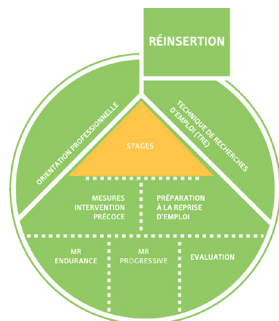 RÉINSERTION
ORIENTATION PROFESSIONNELLE
TECHNIQUE DE RECHERCHES
D'EMPLOI (TRE)
STAGES
MESURES
INTERVENTION
PRÉCOCE
PRÉPARATION
À LA REPRISE
D'EMPLOI
MR
ENDURANCE
MR
PROGRESSIVE
ÉVALUATION